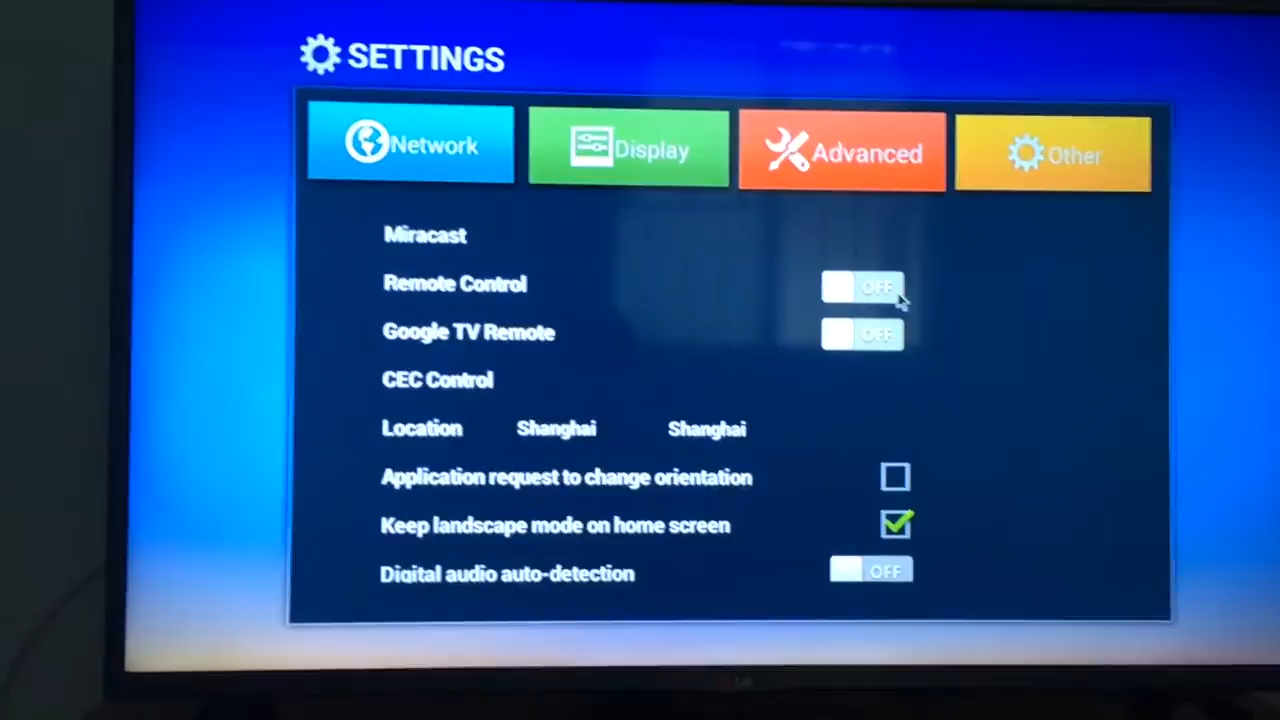 SETTINGS
Network
Display
Advanced
Other
Miracast
Remote Control OFF
Google TV Remote OFF
CEC Control
Location Shanghai Shanghai
Application request to change orientation
Keep landscape mode on home screen
Digital audio auto-detection OFF
LG